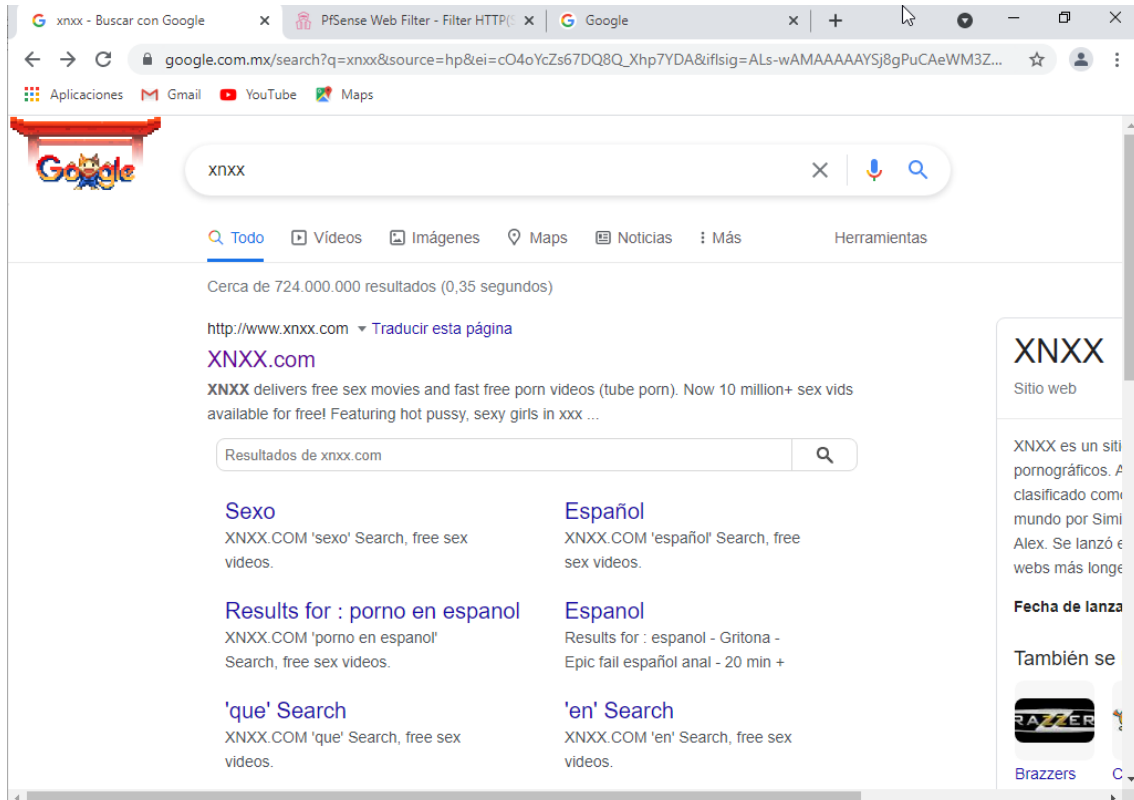 xnxx - Buscar con Google
PfSense Web Filter - Filter HTTP(S
Google
google.com.mx/search?q=xnxx&source=hp&ei=cO4oYcZs67DQ8Q_Xhp7YDA&iflsig=ALs-wAMAAAAAYSj8gPuCAeWM3Z...
Aplicaciones
Gmail
YouTube
Maps
Google
xnxx
Todo
Vídeos
Imágenes
Maps
Noticias
Más
Herramientas
Cerca de 724.000.000 resultados (0,35 segundos)
http://www.xnxx.com
Traducir esta página
XNXX.com
XNXX delivers free sex movies and fast free porn videos (tube porn). Now 10 million+ sex vids
available for free! Featuring hot pussy, sexy girls in xxx ...
Resultados de xnxx.com
Sexo
XNXX.COM 'sexo' Search, free sex
videos.
Español
XNXX.COM 'español' Search, free
sex videos.
Results for : porno en espanol
XNXX.COM 'porno en espanol'
Search, free sex videos.
Espanol
Results for : espanol - Gritona -
Epic fail español anal - 20 min +
'que' Search
XNXX.COM 'que' Search, free sex
videos.
'en' Search
XNXX.COM 'en' Search, free sex
videos.
XNXX
Sitio web
XNXX es un siti
pornográficos. A
clasificado como
mundo por Simi
Alex. Se lanzó e
webs más longe
Fecha de lanza
También se
RAZZER
Brazzers
C